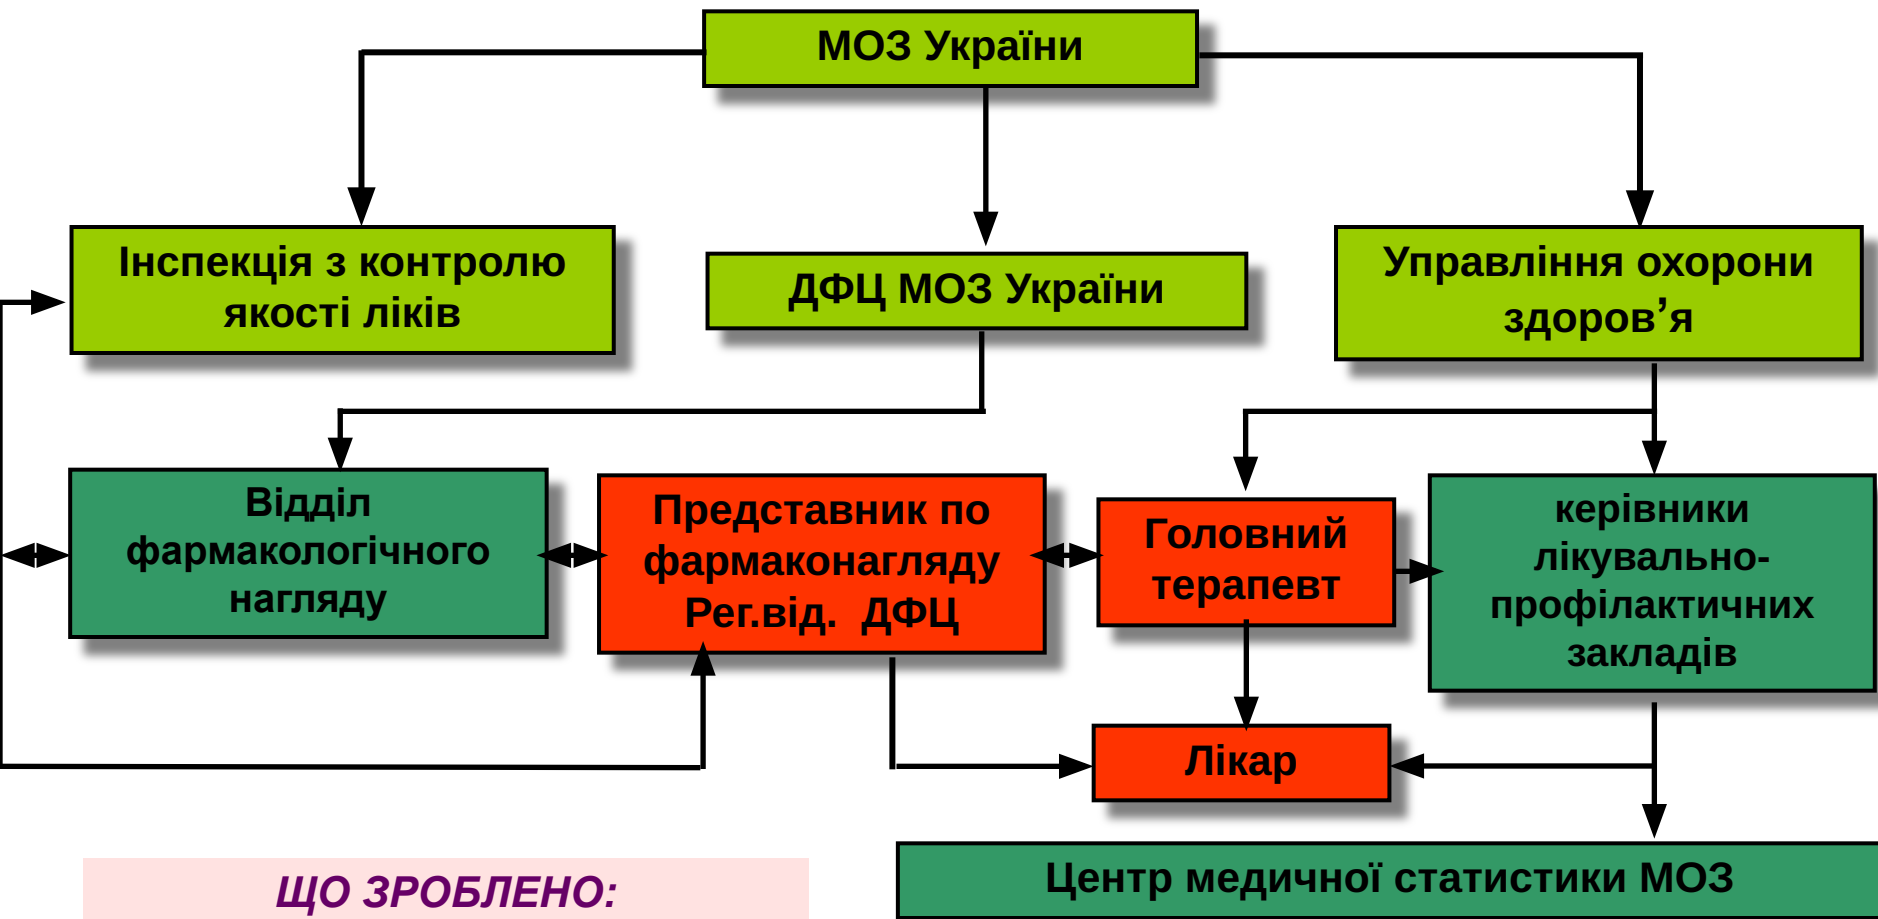 МОЗ України
Інспекція з контролю
якості ліків
ДФЦ МОЗ України
Управління охорони
здоров’я
Відділ
фармакологічного
нагляду
Представник по
фармаконагляду
Рег.від. ДФЦ
Головний
терапевт
керівники
лікувально-
профілактичних
закладів
Лікар
Центр медичної статистики МОЗ
ЩО ЗРОБЛЕНО: